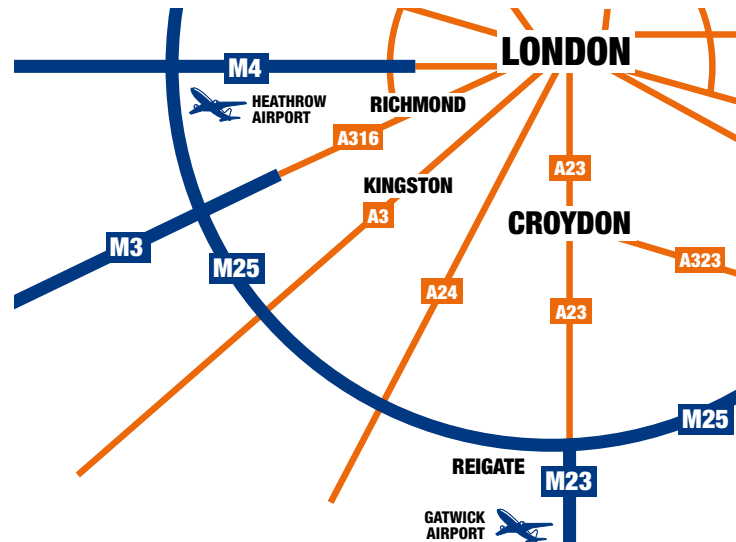 LONDON
M4
HEATHROW
AIRPORT
RICHMOND
A316
A23
KINGSTON
A3
CROYDON
M3
M25
A323
A24
A23
M25
REIGATE
M23
GATWICK
AIRPORT